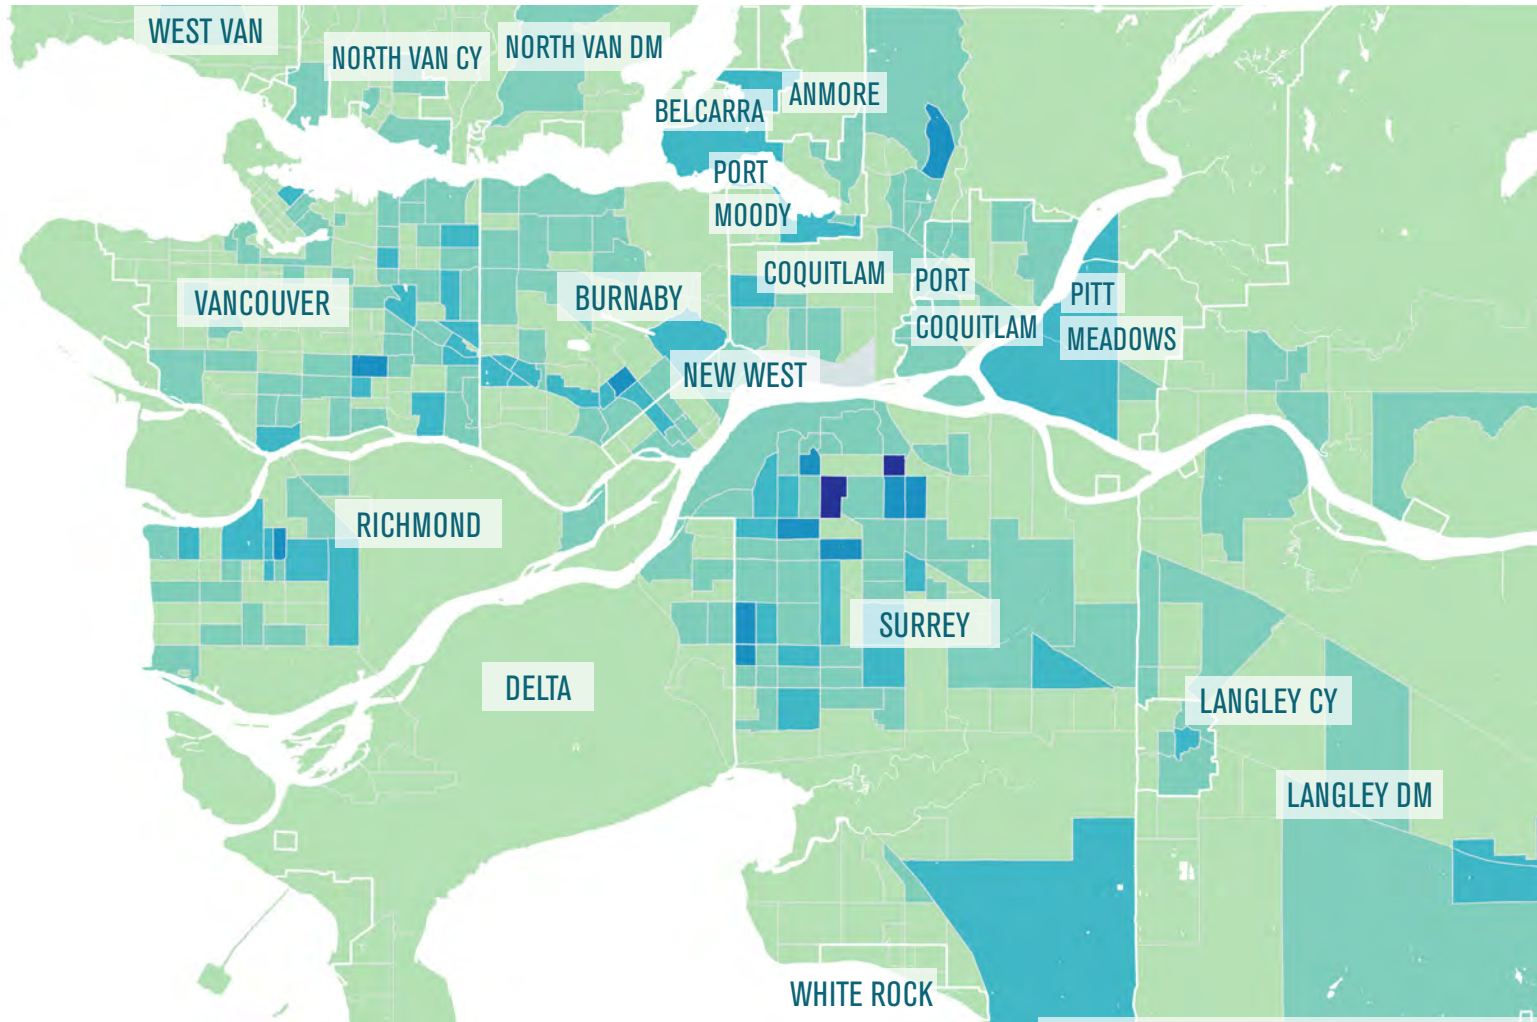 WEST VAN
NORTH VAN CY
NORTH VAN DM
BELCARRA
ANMORE
PORT
MOODY
COQUITLAM
PORT
COQUITLAM
PITT
MEADOWS
VANCOUVER
BURNABY
NEW WEST
RICHMOND
SURREY
DELTA
LANGLEY CY
LANGLEY DM
WHITE ROCK